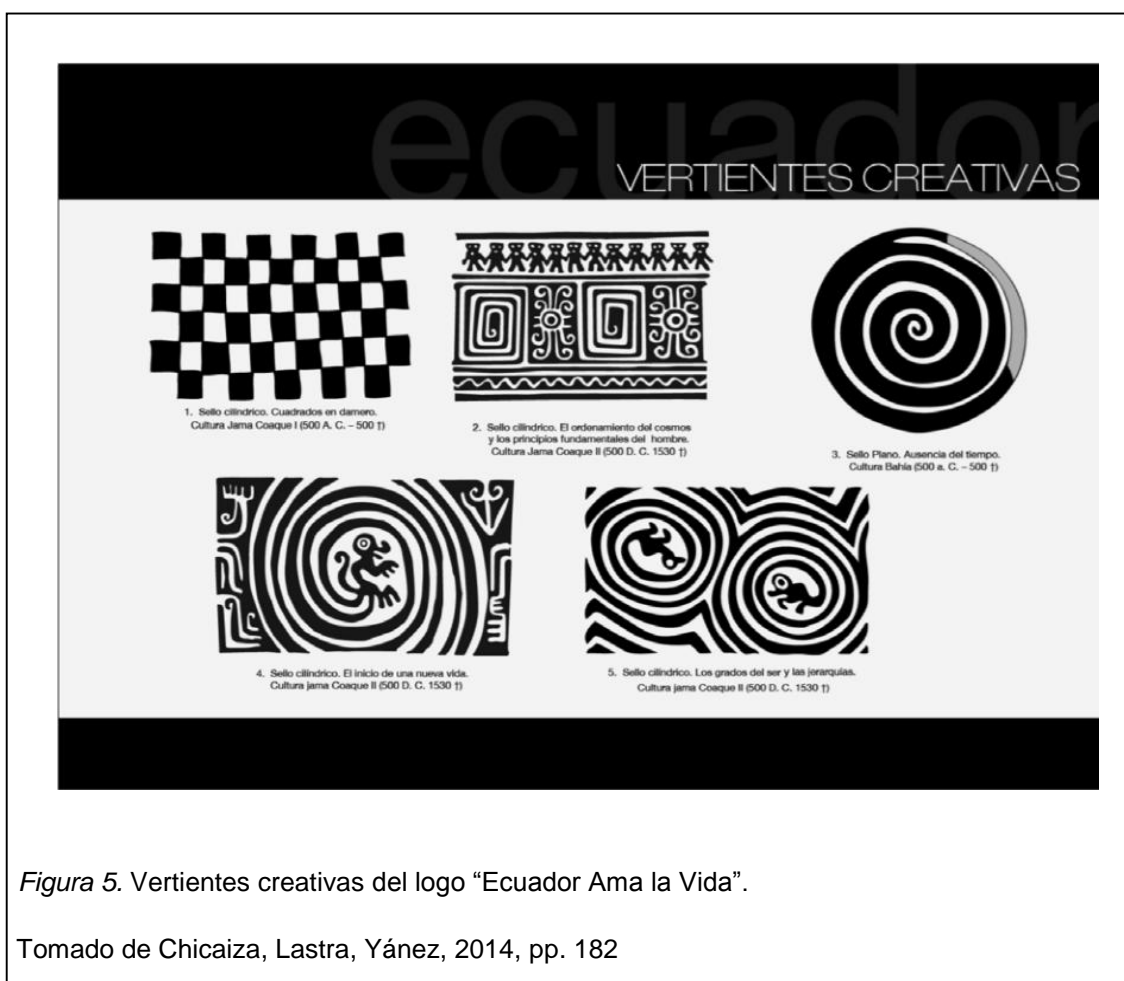 ecuador
VERTIENTES CREATIVAS
1. Sello cilíndrico. Cuadrados en damero.
Cultura Jama Coaque I (500 A. C. – 500 †)
2. Sello cilíndrico. El ordenamiento del cosmos
y los principios fundamentales del hombre.
Cultura Jama Coaque II (500 D. C. 1530 †)
3. Sello Plano. Ausencia del tiempo.
Cultura Bahía (500 a. C. – 500 †)
4. Sello cilíndrico. El inicio de una nueva vida.
Cultura jama Coaque II (500 D. C. 1530 †)
5. Sello cilíndrico. Los grados del ser y las jerarquías.
Cultura jama Coaque II (500 D. C. 1530 †)
Figura 5. Vertientes creativas del logo “Ecuador Ama la Vida”.
Tomado de Chicaiza, Lastra, Yánez, 2014, pp. 182